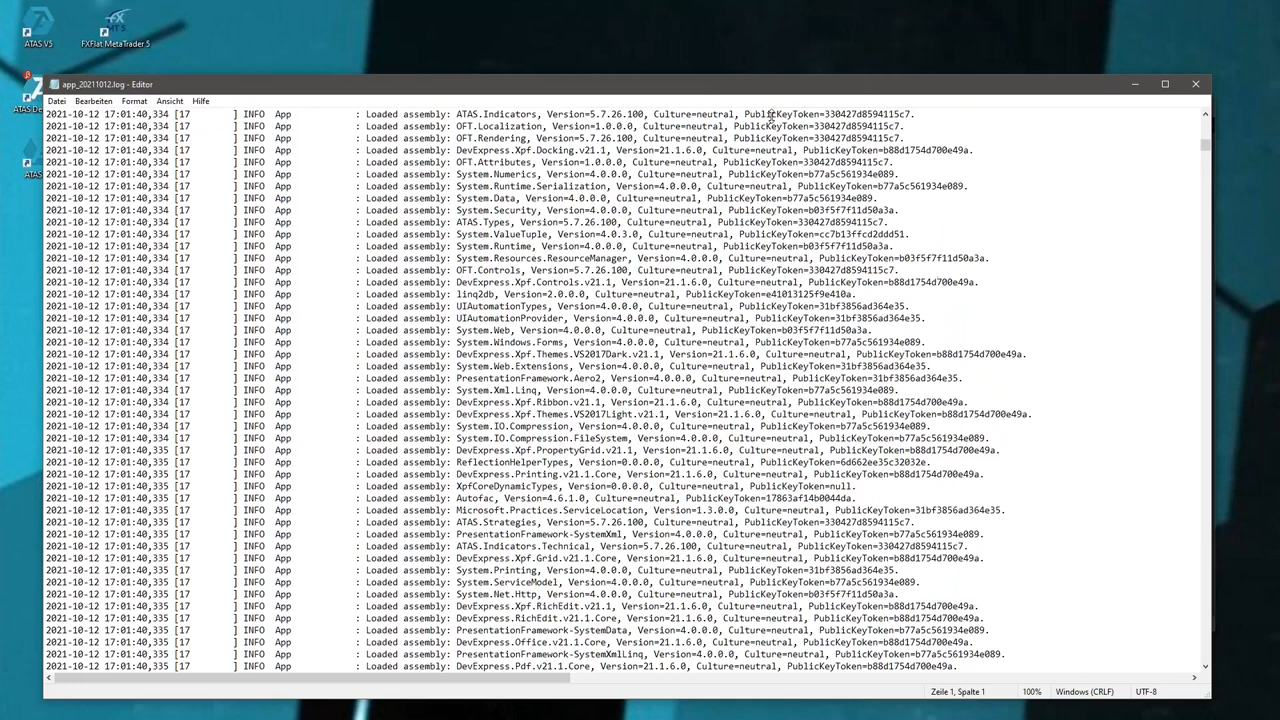 ATAS V5
FXFlat MetaTrader 5
app_20211012.log - Editor
Datei Bearbeiten Format Ansicht Hilfe
2021-10-12 17:01:40,334 [17 ] INFO App : Loaded assembly: ATAS.Indicators, Version=5.7.26.100, Culture=neutral, PublicKeyToken=330427d8594115c7.
2021-10-12 17:01:40,334 [17 ] INFO App : Loaded assembly: OFT.Localization, Version=1.0.0.0, Culture=neutral, PublicKeyToken=330427d8594115c7.
2021-10-12 17:01:40,334 [17 ] INFO App : Loaded assembly: OFT.Rendering, Version=5.7.26.100, Culture=neutral, PublicKeyToken=330427d8594115c7.
2021-10-12 17:01:40,334 [17 ] INFO App : Loaded assembly: DevExpress.Xpf.Docking.v21.1, Version=21.1.6.0, Culture=neutral, PublicKeyToken=b88d1754d700e49a.
2021-10-12 17:01:40,334 [17 ] INFO App : Loaded assembly: OFT.Attributes, Version=1.0.0.0, Culture=neutral, PublicKeyToken=330427d8594115c7.
2021-10-12 17:01:40,334 [17 ] INFO App : Loaded assembly: System.Numerics, Version=4.0.0.0, Culture=neutral, PublicKeyToken=b77a5c561934e089.
2021-10-12 17:01:40,334 [17 ] INFO App : Loaded assembly: System.Runtime.Serialization, Version=4.0.0.0, Culture=neutral, PublicKeyToken=b77a5c561934e089.
2021-10-12 17:01:40,334 [17 ] INFO App : Loaded assembly: System.Data, Version=4.0.0.0, Culture=neutral, PublicKeyToken=b77a5c561934e089.
2021-10-12 17:01:40,334 [17 ] INFO App : Loaded assembly: System.Security, Version=4.0.0.0, Culture=neutral, PublicKeyToken=b03f5f7f11d50a3a.
2021-10-12 17:01:40,334 [17 ] INFO App : Loaded assembly: ATAS.Types, Version=5.7.26.100, Culture=neutral, PublicKeyToken=330427d8594115c7.
2021-10-12 17:01:40,334 [17 ] INFO App : Loaded assembly: System.ValueTuple, Version=4.0.3.0, Culture=neutral, PublicKeyToken=cc7b13ffcd2ddd51.
2021-10-12 17:01:40,334 [17 ] INFO App : Loaded assembly: System.Runtime, Version=4.0.0.0, Culture=neutral, PublicKeyToken=b03f5f7f11d50a3a.
2021-10-12 17:01:40,334 [17 ] INFO App : Loaded assembly: System.Resources.ResourceManager, Version=4.0.0.0, Culture=neutral, PublicKeyToken=b03f5f7f11d50a3a.
2021-10-12 17:01:40,334 [17 ] INFO App : Loaded assembly: OFT.Controls, Version=5.7.26.100, Culture=neutral, PublicKeyToken=330427d8594115c7.
2021-10-12 17:01:40,334 [17 ] INFO App : Loaded assembly: DevExpress.Xpf.Controls.v21.1, Version=21.1.6.0, Culture=neutral, PublicKeyToken=b88d1754d700e49a.
2021-10-12 17:01:40,334 [17 ] INFO App : Loaded assembly: linq2db, Version=2.0.0.0, Culture=neutral, PublicKeyToken=e41013125f9e410a.
2021-10-12 17:01:40,334 [17 ] INFO App : Loaded assembly: UIAutomationTypes, Version=4.0.0.0, Culture=neutral, PublicKeyToken=31bf3856ad364e35.
2021-10-12 17:01:40,334 [17 ] INFO App : Loaded assembly: UIAutomationProvider, Version=4.0.0.0, Culture=neutral, PublicKeyToken=31bf3856ad364e35.
2021-10-12 17:01:40,334 [17 ] INFO App : Loaded assembly: System.Web, Version=4.0.0.0, Culture=neutral, PublicKeyToken=b03f5f7f11d50a3a.
2021-10-12 17:01:40,334 [17 ] INFO App : Loaded assembly: System.Windows.Forms, Version=4.0.0.0, Culture=neutral, PublicKeyToken=b77a5c561934e089.
2021-10-12 17:01:40,334 [17 ] INFO App : Loaded assembly: DevExpress.Xpf.Themes.VS2017Dark.v21.1, Version=21.1.6.0, Culture=neutral, PublicKeyToken=b88d1754d700e49a.
2021-10-12 17:01:40,334 [17 ] INFO App : Loaded assembly: System.Web.Extensions, Version=4.0.0.0, Culture=neutral, PublicKeyToken=31bf3856ad364e35.
2021-10-12 17:01:40,334 [17 ] INFO App : Loaded assembly: PresentationFramework.Aero2, Version=4.0.0.0, Culture=neutral, PublicKeyToken=31bf3856ad364e35.
2021-10-12 17:01:40,334 [17 ] INFO App : Loaded assembly: System.Xml.Linq, Version=4.0.0.0, Culture=neutral, PublicKeyToken=b77a5c561934e089.
2021-10-12 17:01:40,335 [17 ] INFO App : Loaded assembly: DevExpress.Xpf.Ribbon.v21.1, Version=21.1.6.0, Culture=neutral, PublicKeyToken=b88d1754d700e49a.
2021-10-12 17:01:40,335 [17 ] INFO App : Loaded assembly: DevExpress.Xpf.Themes.VS2017Light.v21.1, Version=21.1.6.0, Culture=neutral, PublicKeyToken=b88d1754d700e49a.
2021-10-12 17:01:40,335 [17 ] INFO App : Loaded assembly: System.IO.Compression, Version=4.0.0.0, Culture=neutral, PublicKeyToken=b77a5c561934e089.
2021-10-12 17:01:40,335 [17 ] INFO App : Loaded assembly: System.IO.Compression.FileSystem, Version=4.0.0.0, Culture=neutral, PublicKeyToken=b77a5c561934e089.
2021-10-12 17:01:40,335 [17 ] INFO App : Loaded assembly: DevExpress.Xpf.PropertyGrid.v21.1, Version=21.1.6.0, Culture=neutral, PublicKeyToken=b88d1754d700e49a.
2021-10-12 17:01:40,335 [17 ] INFO App : Loaded assembly: ReflectionHelperTypes, Version=0.0.0.0, Culture=neutral, PublicKeyToken=6d662ee35c32032e.
2021-10-12 17:01:40,335 [17 ] INFO App : Loaded assembly: DevExpress.Printing.v21.1.Core, Version=21.1.6.0, Culture=neutral, PublicKeyToken=b88d1754d700e49a.
2021-10-12 17:01:40,335 [17 ] INFO App : Loaded assembly: XpfCoreDynamicTypes, Version=0.0.0.0, Culture=neutral, PublicKeyToken=null.
2021-10-12 17:01:40,335 [17 ] INFO App : Loaded assembly: Autofac, Version=4.6.1.0, Culture=neutral, PublicKeyToken=17863af14b0044da.
2021-10-12 17:01:40,335 [17 ] INFO App : Loaded assembly: Microsoft.Practices.ServiceLocation, Version=1.3.0.0, Culture=neutral, PublicKeyToken=31bf3856ad364e35.
2021-10-12 17:01:40,335 [17 ] INFO App : Loaded assembly: ATAS.Strategies, Version=5.7.26.100, Culture=neutral, PublicKeyToken=330427d8594115c7.
2021-10-12 17:01:40,335 [17 ] INFO App : Loaded assembly: PresentationFramework-SystemXml, Version=4.0.0.0, Culture=neutral, PublicKeyToken=b77a5c561934e089.
2021-10-12 17:01:40,335 [17 ] INFO App : Loaded assembly: ATAS.Indicators.Technical, Version=5.7.26.100, Culture=neutral, PublicKeyToken=330427d8594115c7.
2021-10-12 17:01:40,335 [17 ] INFO App : Loaded assembly: DevExpress.Xpf.Grid.v21.1.Core, Version=21.1.6.0, Culture=neutral, PublicKeyToken=b88d1754d700e49a.
2021-10-12 17:01:40,335 [17 ] INFO App : Loaded assembly: System.Printing, Version=4.0.0.0, Culture=neutral, PublicKeyToken=31bf3856ad364e35.
2021-10-12 17:01:40,335 [17 ] INFO App : Loaded assembly: System.ServiceModel, Version=4.0.0.0, Culture=neutral, PublicKeyToken=b77a5c561934e089.
2021-10-12 17:01:40,335 [17 ] INFO App : Loaded assembly: System.Net.Http, Version=4.0.0.0, Culture=neutral, PublicKeyToken=b03f5f7f11d50a3a.
2021-10-12 17:01:40,335 [17 ] INFO App : Loaded assembly: DevExpress.Xpf.RichEdit.v21.1, Version=21.1.6.0, Culture=neutral, PublicKeyToken=b88d1754d700e49a.
2021-10-12 17:01:40,335 [17 ] INFO App : Loaded assembly: DevExpress.RichEdit.v21.1.Core, Version=21.1.6.0, Culture=neutral, PublicKeyToken=b88d1754d700e49a.
2021-10-12 17:01:40,335 [17 ] INFO App : Loaded assembly: PresentationFramework-SystemData, Version=4.0.0.0, Culture=neutral, PublicKeyToken=b77a5c561934e089.
2021-10-12 17:01:40,335 [17 ] INFO App : Loaded assembly: DevExpress.Office.v21.1.Core, Version=21.1.6.0, Culture=neutral, PublicKeyToken=b88d1754d700e49a.
2021-10-12 17:01:40,335 [17 ] INFO App : Loaded assembly: PresentationFramework-SystemXmlLinq, Version=4.0.0.0, Culture=neutral, PublicKeyToken=b77a5c561934e089.
2021-10-12 17:01:40,335 [17 ] INFO App : Loaded assembly: DevExpress.Pdf.v21.1.Core, Version=21.1.6.0, Culture=neutral, PublicKeyToken=b88d1754d700e49a.
Zeile 1, Spalte 1 100% Windows (CRLF) UTF-8